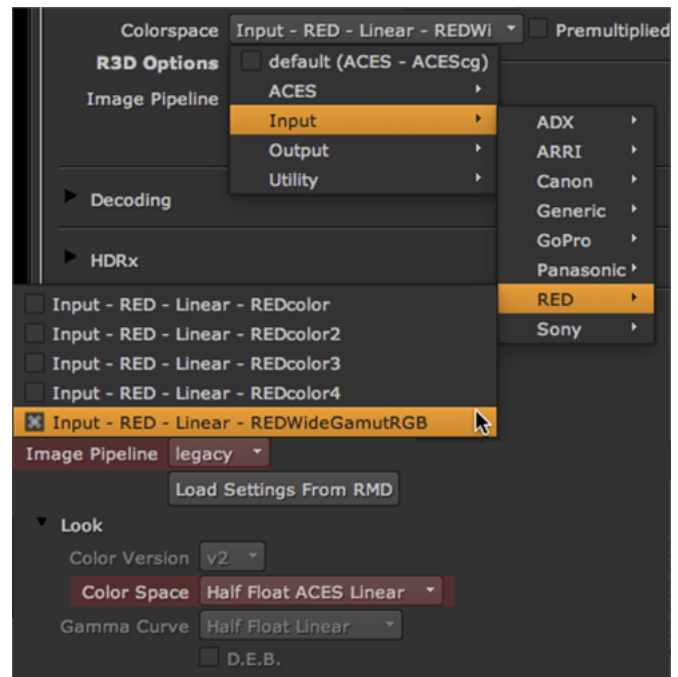 Colorspace Input - RED - Linear - REDWi Premultiplied
R3D Options default (ACES - ACEScg)
Image Pipeline ACES
Input
Output
Utility
ADX
ARRI
Canon
Generic
GoPro
Panasonic
RED
Sony
Decoding
HDRx
Input - RED - Linear - REDcolor
Input - RED - Linear - REDcolor2
Input - RED - Linear - REDcolor3
Input - RED - Linear - REDcolor4
Input - RED - Linear - REDWideGamutRGB
Image Pipeline legacy
Load Settings From RMD
Look
Color Version v2
Color Space Half Float ACES Linear
Gamma Curve Half Float Linear
D.E.B.